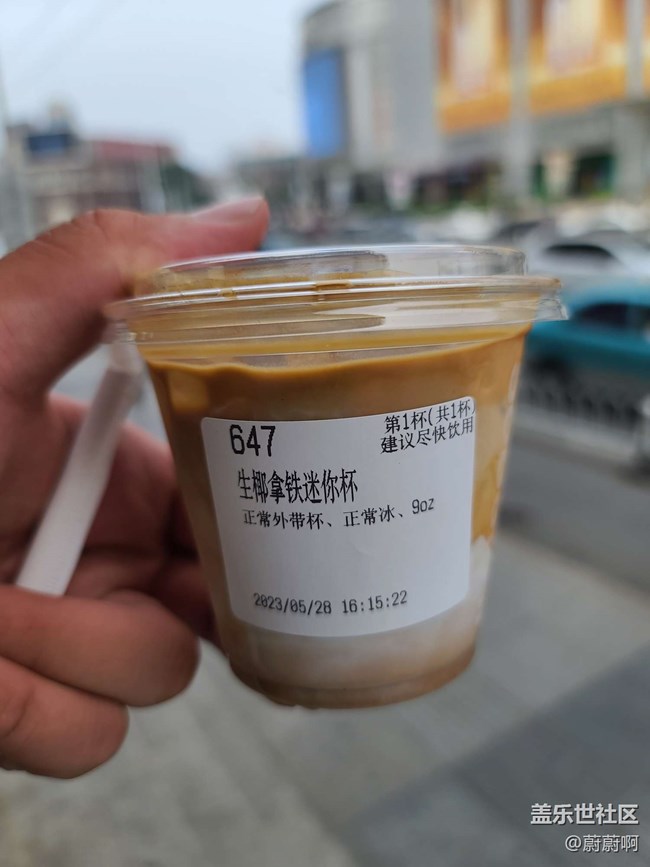 647
第1杯(共1杯)
建议尽快饮用
生椰拿铁迷你杯
正常外带杯、正常冰、9oz
2023/05/28 16:15:22
盖乐世社区
@蔚蔚啊